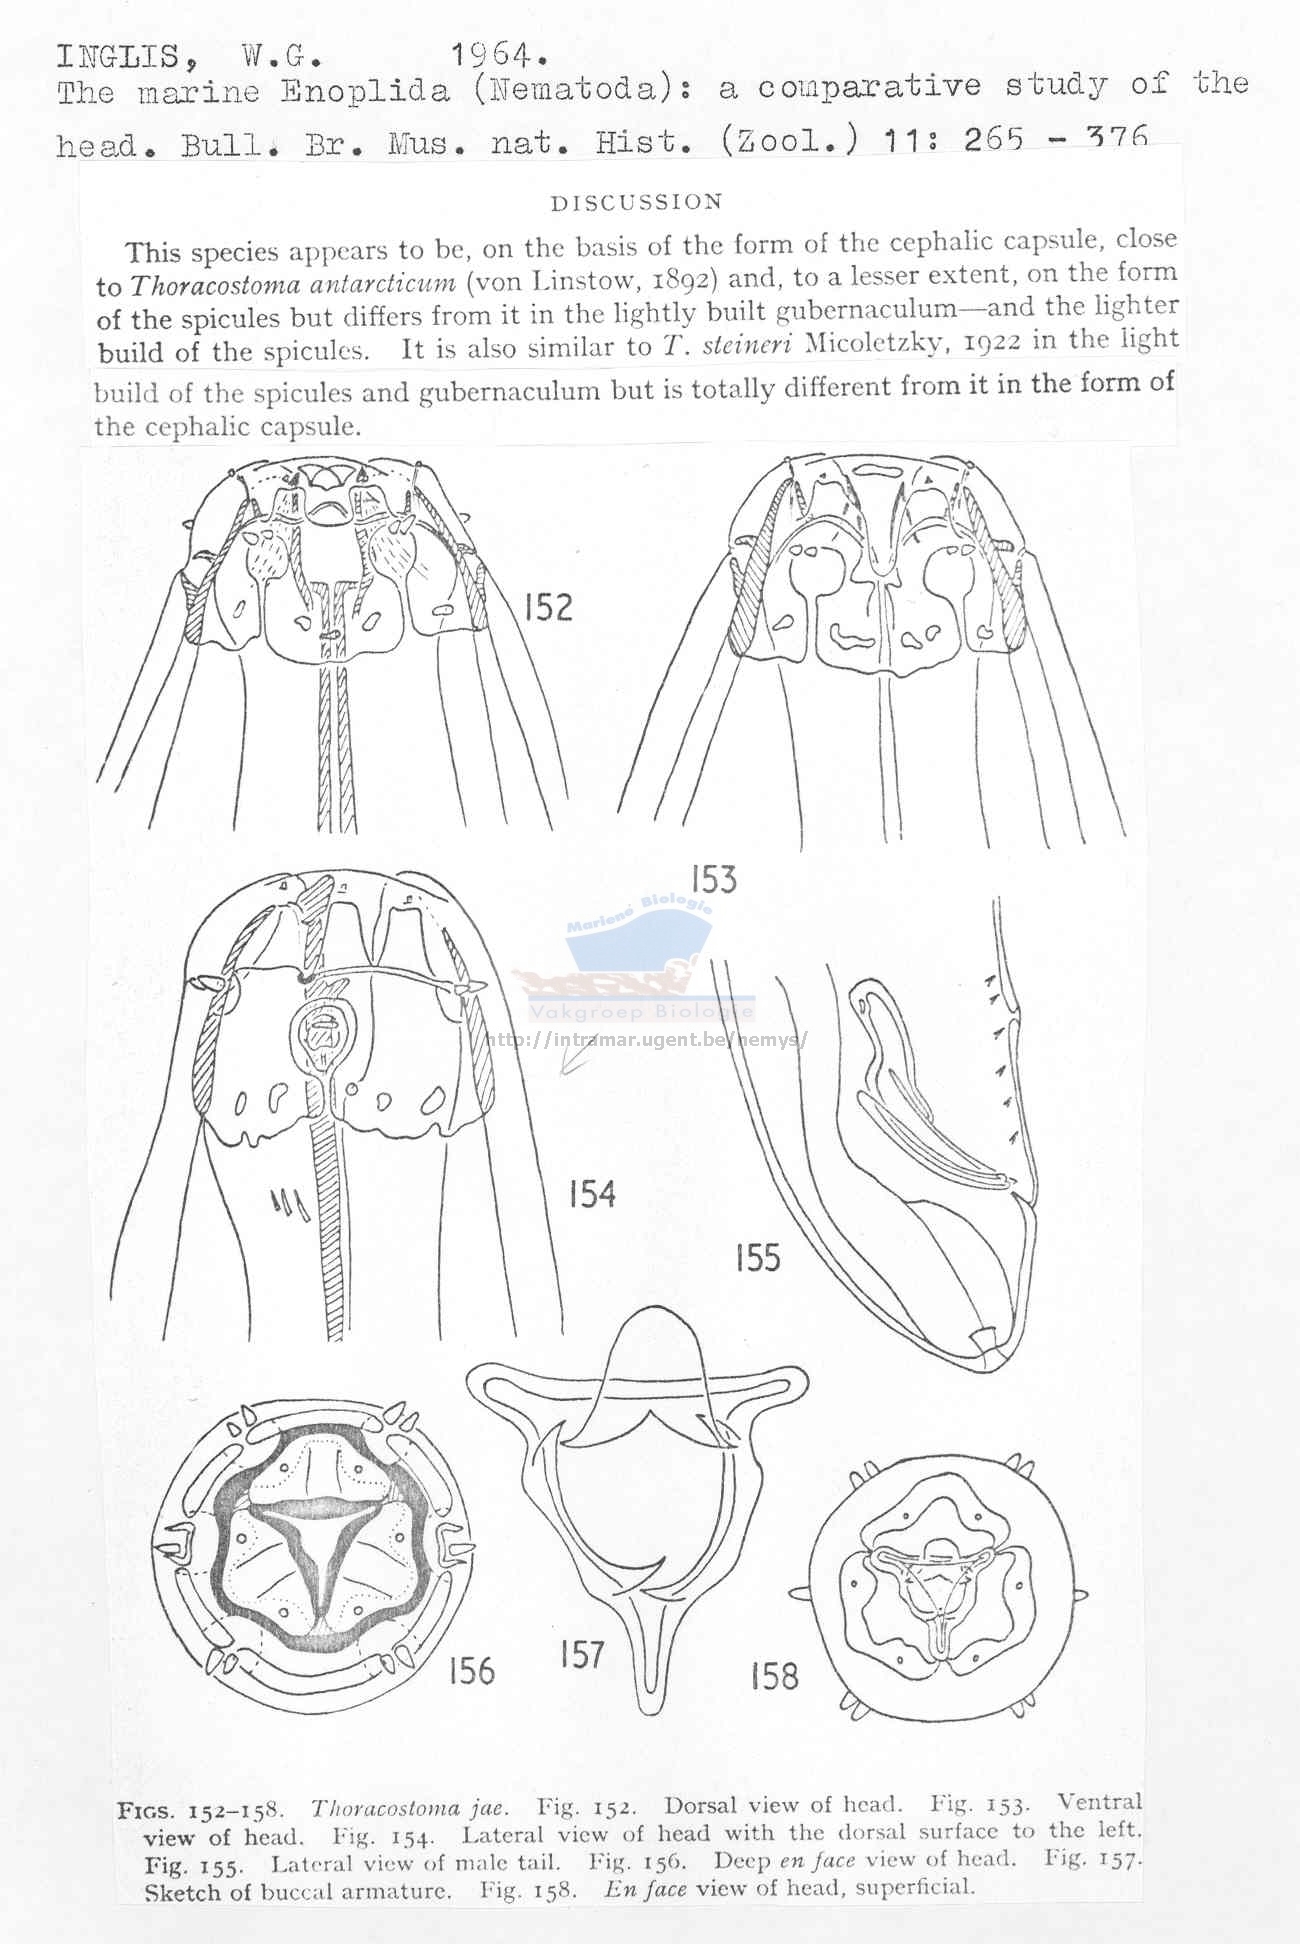 INGLIS, W.G. 1964.
The marine Enoplida (Nematoda): a comparative study of the
head. Bull. Br. Mus. nat. Hist. (Zool.) 11: 265 - 376
DISCUSSION
This species appears to be, on the basis of the form of the cephalic capsule, close
to Thoracostoma antarcticum (von Linstow, 1892) and, to a lesser extent, on the form
of the spicules but differs from it in the lightly built gubernaculum—and the lighter
build of the spicules. It is also similar to T. steineri Micoletzky, 1922 in the light
build of the spicules and gubernaculum but is totally different from it in the form of
the cephalic capsule.
152
153
Mariene Biologie
Vakgroep Biologie
http://intramar.ugent.be/nemys/
154
155
156
157
158
FIGS. 152–158. Thoracostoma jae. Fig. 152. Dorsal view of head. Fig. 153. Ventral
view of head. Fig. 154. Lateral view of head with the dorsal surface to the left.
Fig. 155. Lateral view of male tail. Fig. 156. Deep en face view of head. Fig. 157.
Sketch of buccal armature. Fig. 158. En face view of head, superficial.